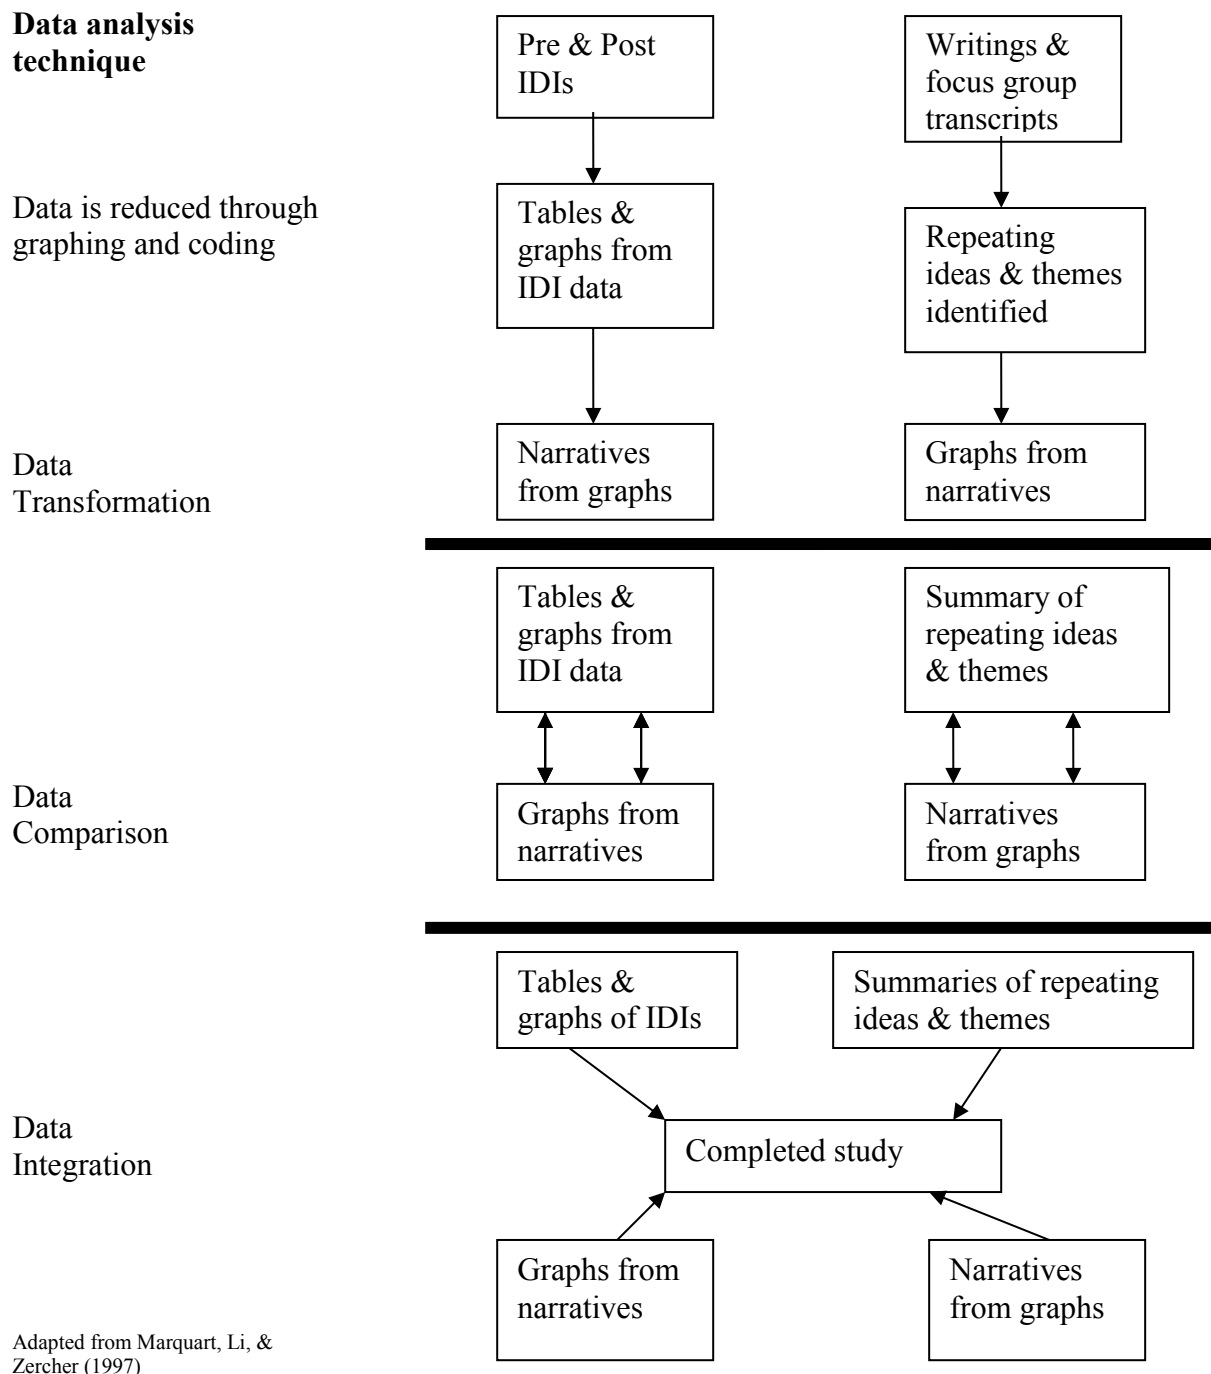 Data analysis
technique
Pre & Post
IDIs
Writings &
focus group
transcripts
Data is reduced through
graphing and coding
Tables &
graphs from
IDI data
Repeating
ideas & themes
identified
Data
Transformation
Narratives
from graphs
Graphs from
narratives
Tables &
graphs from
IDI data
Summary of
repeating ideas
& themes
Data
Comparison
Graphs from
narratives
Narratives
from graphs
Tables &
graphs of IDIs
Summaries of repeating
ideas & themes
Data
Integration
Completed study
Graphs from
narratives
Narratives
from graphs
Adapted from Marquart, Li, &
Zercher (1997)